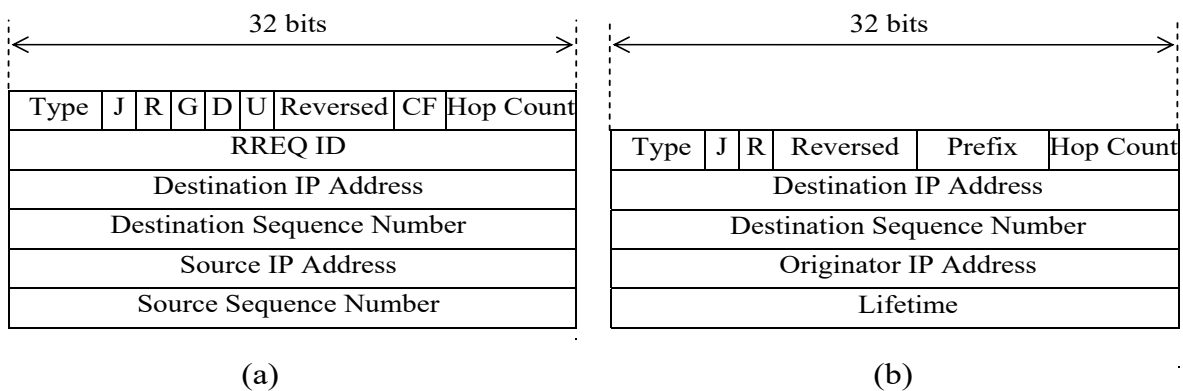 32 bits
Type J R G D U Reversed CF Hop Count
RREQ ID
Destination IP Address
Destination Sequence Number
Source IP Address
Source Sequence Number
(a)
32 bits
Type J R Reversed Prefix Hop Count
Destination IP Address
Destination Sequence Number
Originator IP Address
Lifetime
(b)